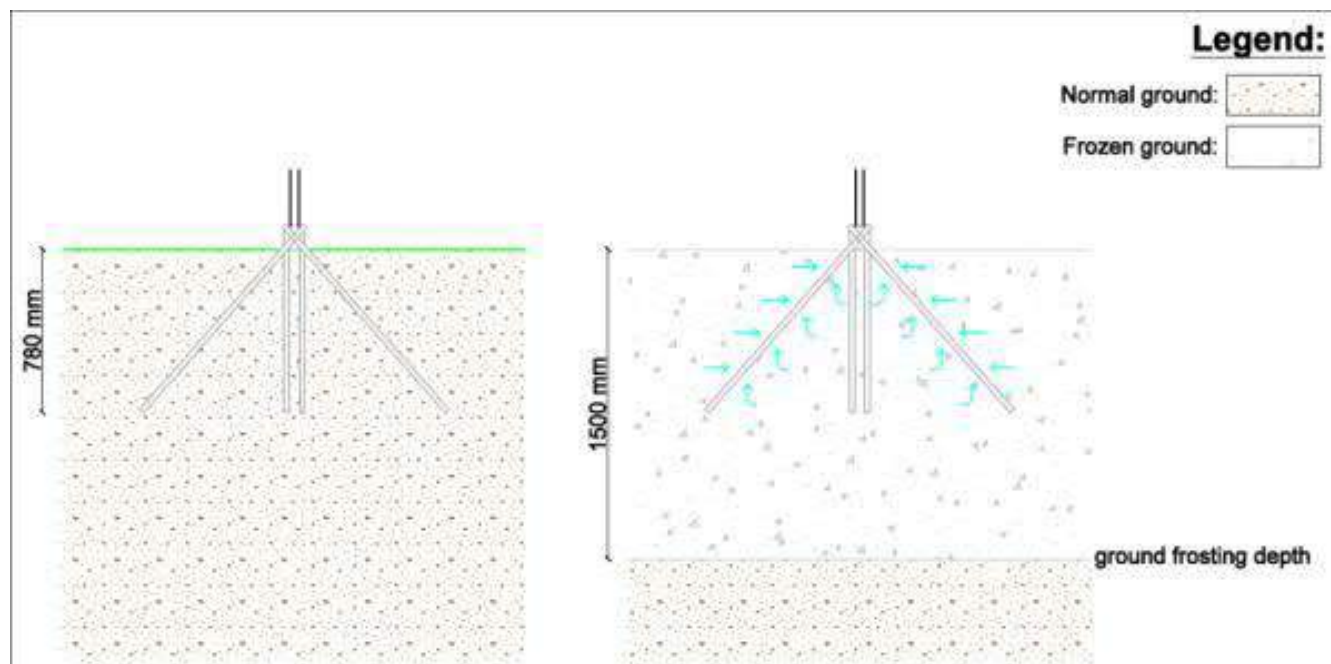 Legend:
Normal ground:
Frozen ground:
780 mm
1500 mm
ground frosting depth